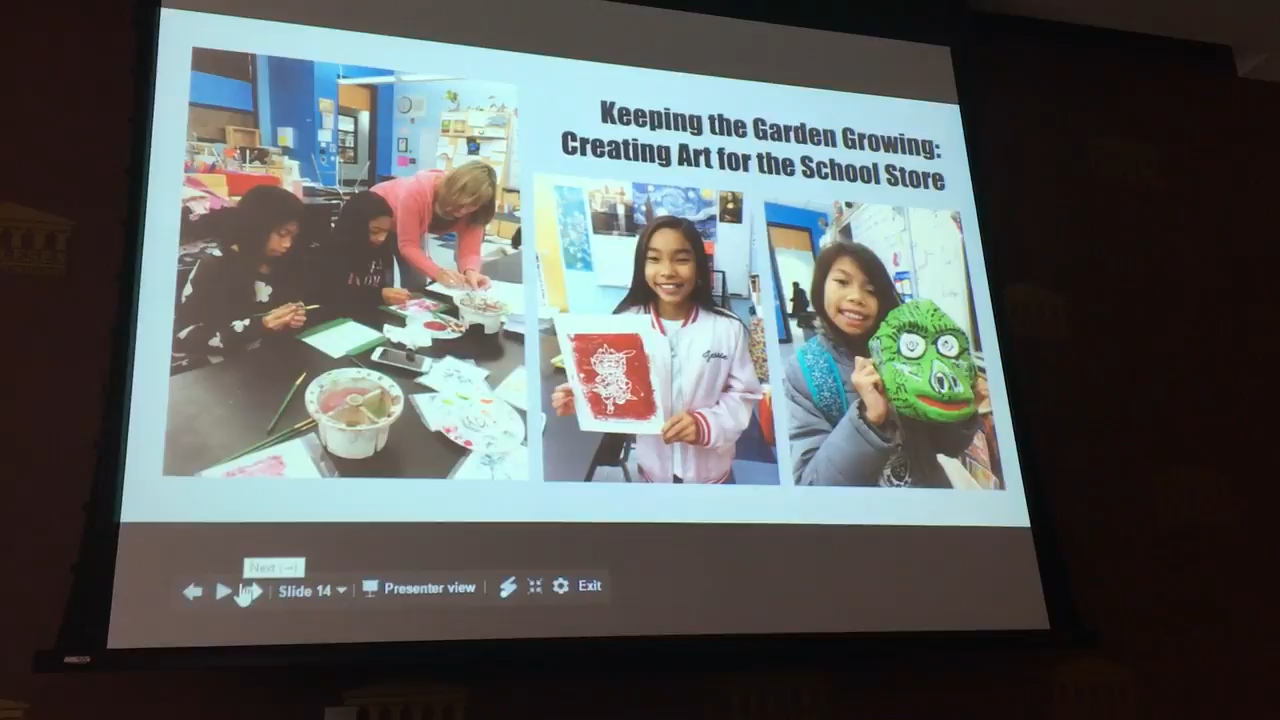 Keeping the Garden Growing:
Creating Art for the School Store
Next (→)
Slide 14
Presenter view
Exit